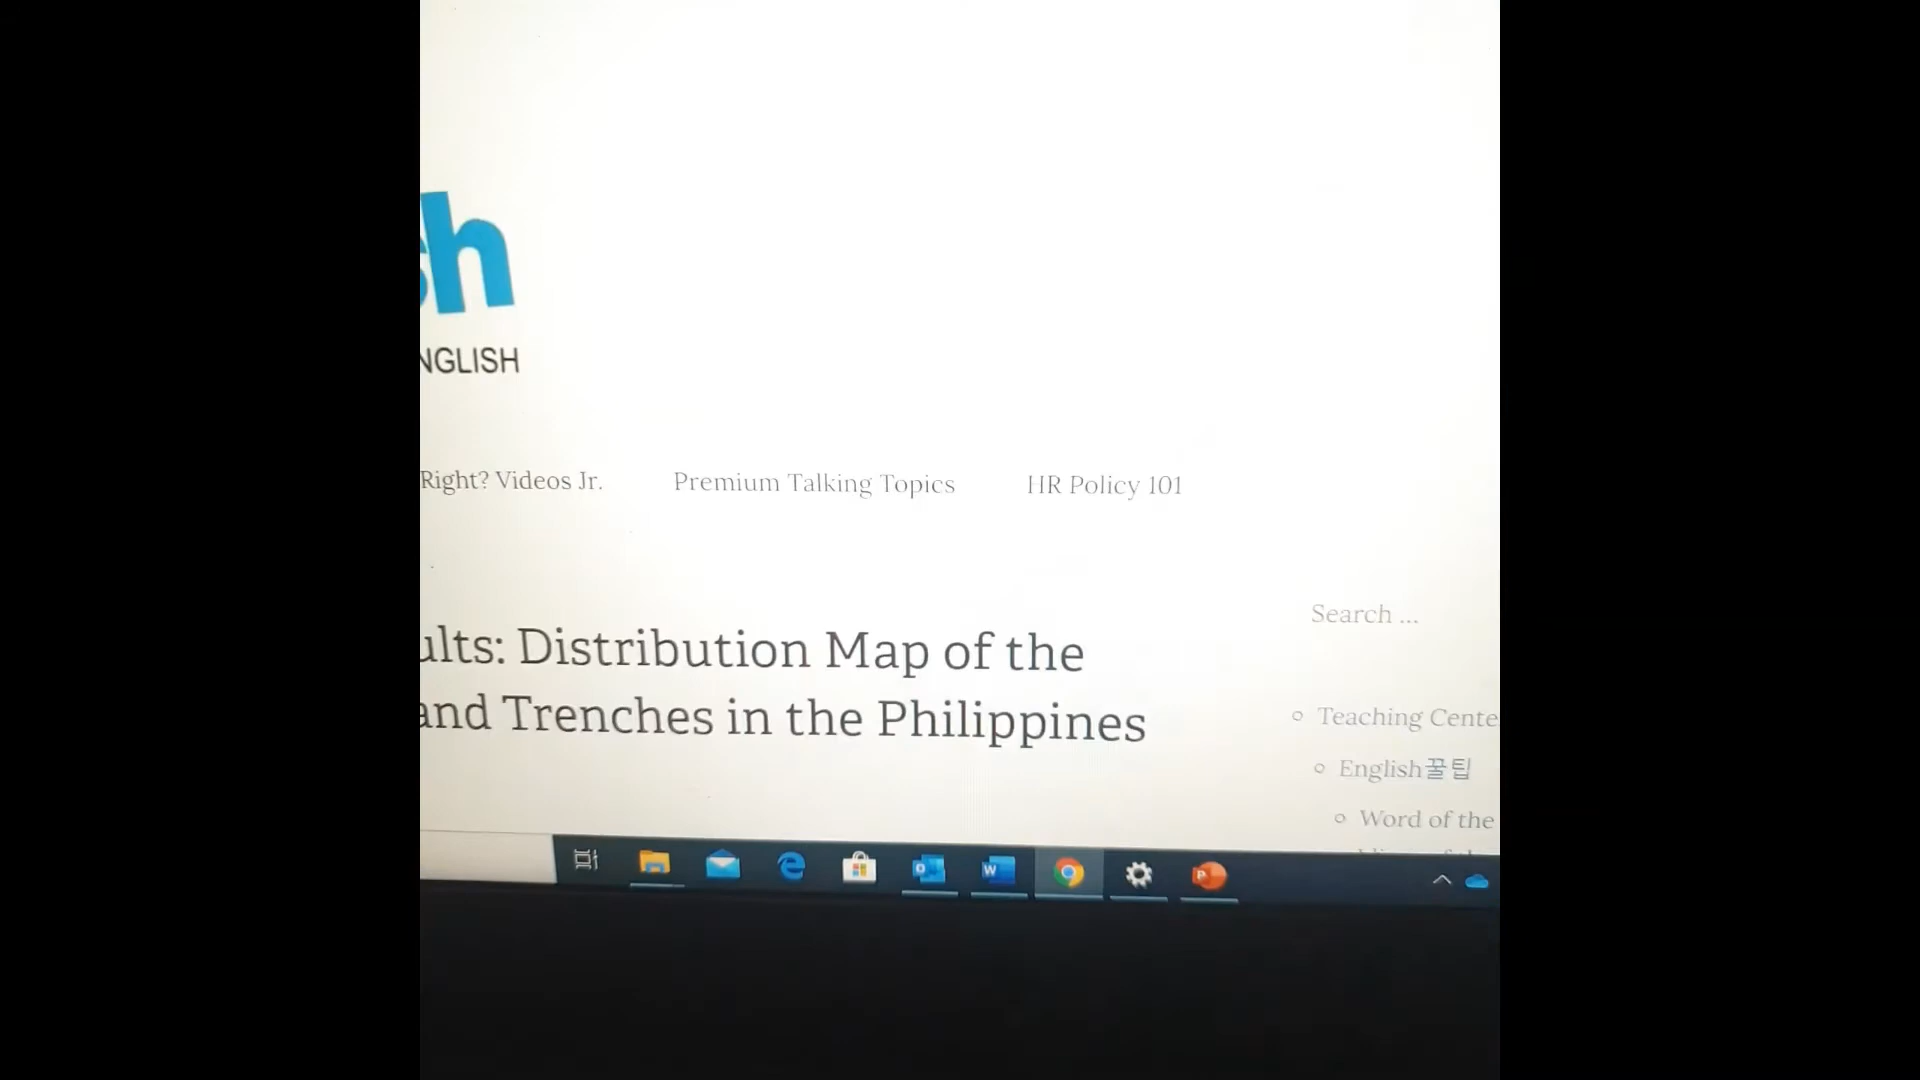 h
NGLISH
Right? Videos Jr. Premium Talking Topics HR Policy 101
Search ...
ults: Distribution Map of the
and Trenches in the Philippines
Teaching Cente
English꿀팁
Word of the